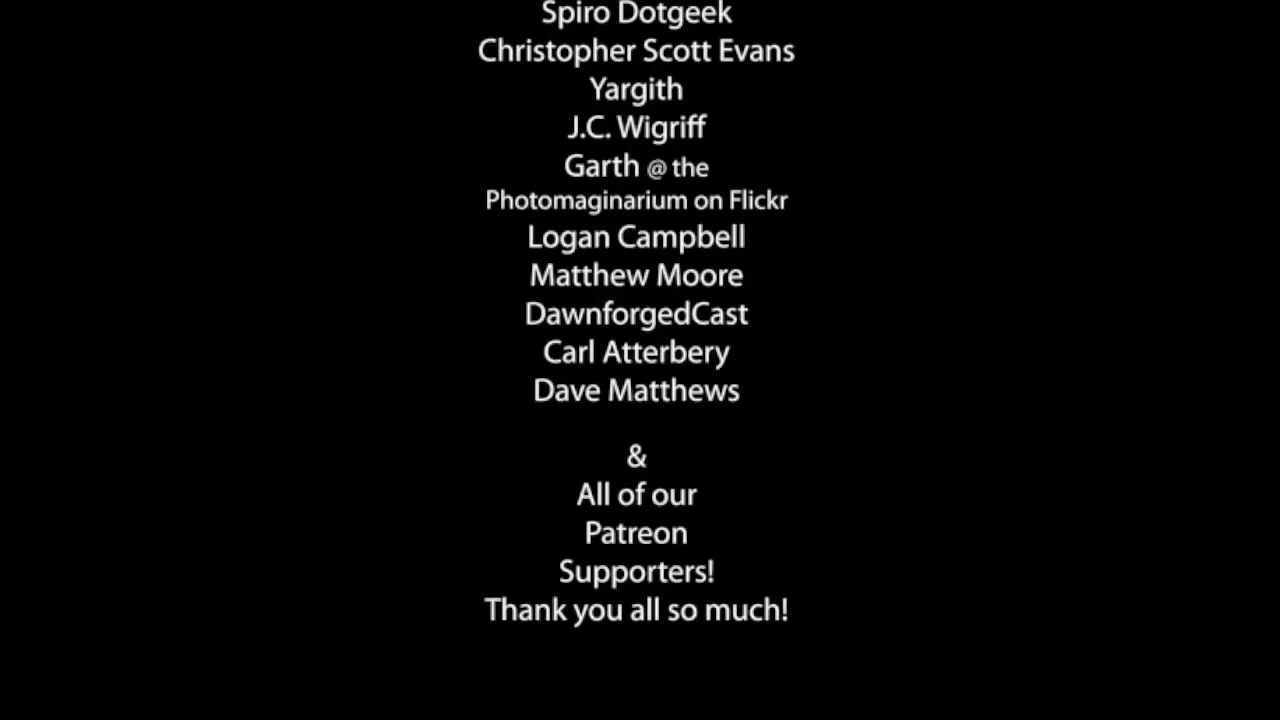 Spiro Dotgeek
Christopher Scott Evans
Yargith
J.C. Wigriff
Garth @ the
Photomaginarium on Flickr
Logan Campbell
Matthew Moore
DawnforgedCast
Carl Atterbery
Dave Matthews
&
All of our
Patreon
Supporters!
Thank you all so much!